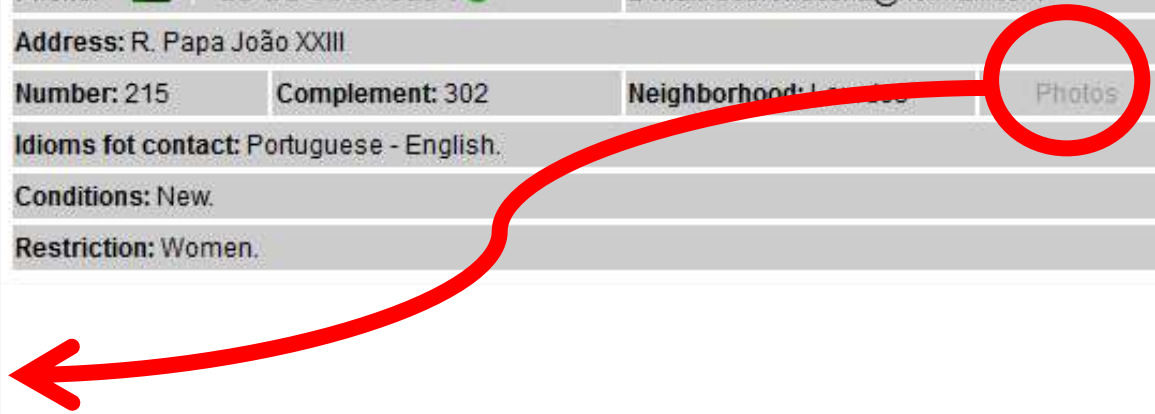 Address: R. Papa João XXIII
Number: 215 Complement: 302 Neighborhood: Photos
Idioms fot contact: Portuguese - English.
Conditions: New.
Restriction: Women.